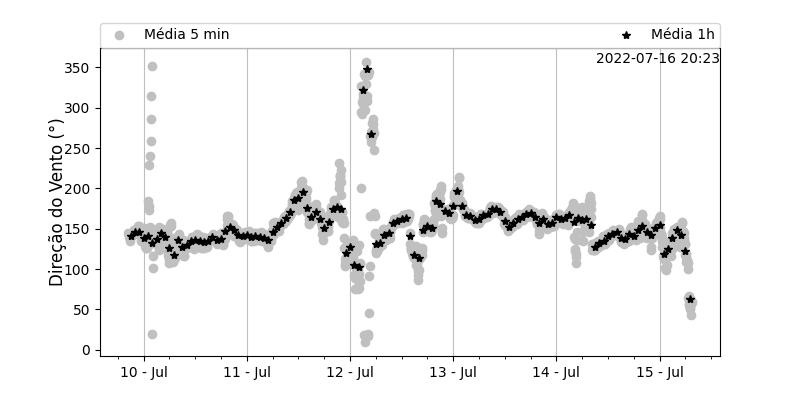 Média 5 min
Média 1h
2022-07-16 20:23
Direção do Vento (°)
350
300
250
200
150
100
50
0
10 - Jul
11 - Jul
12 - Jul
13 - Jul
14 - Jul
15 - Jul